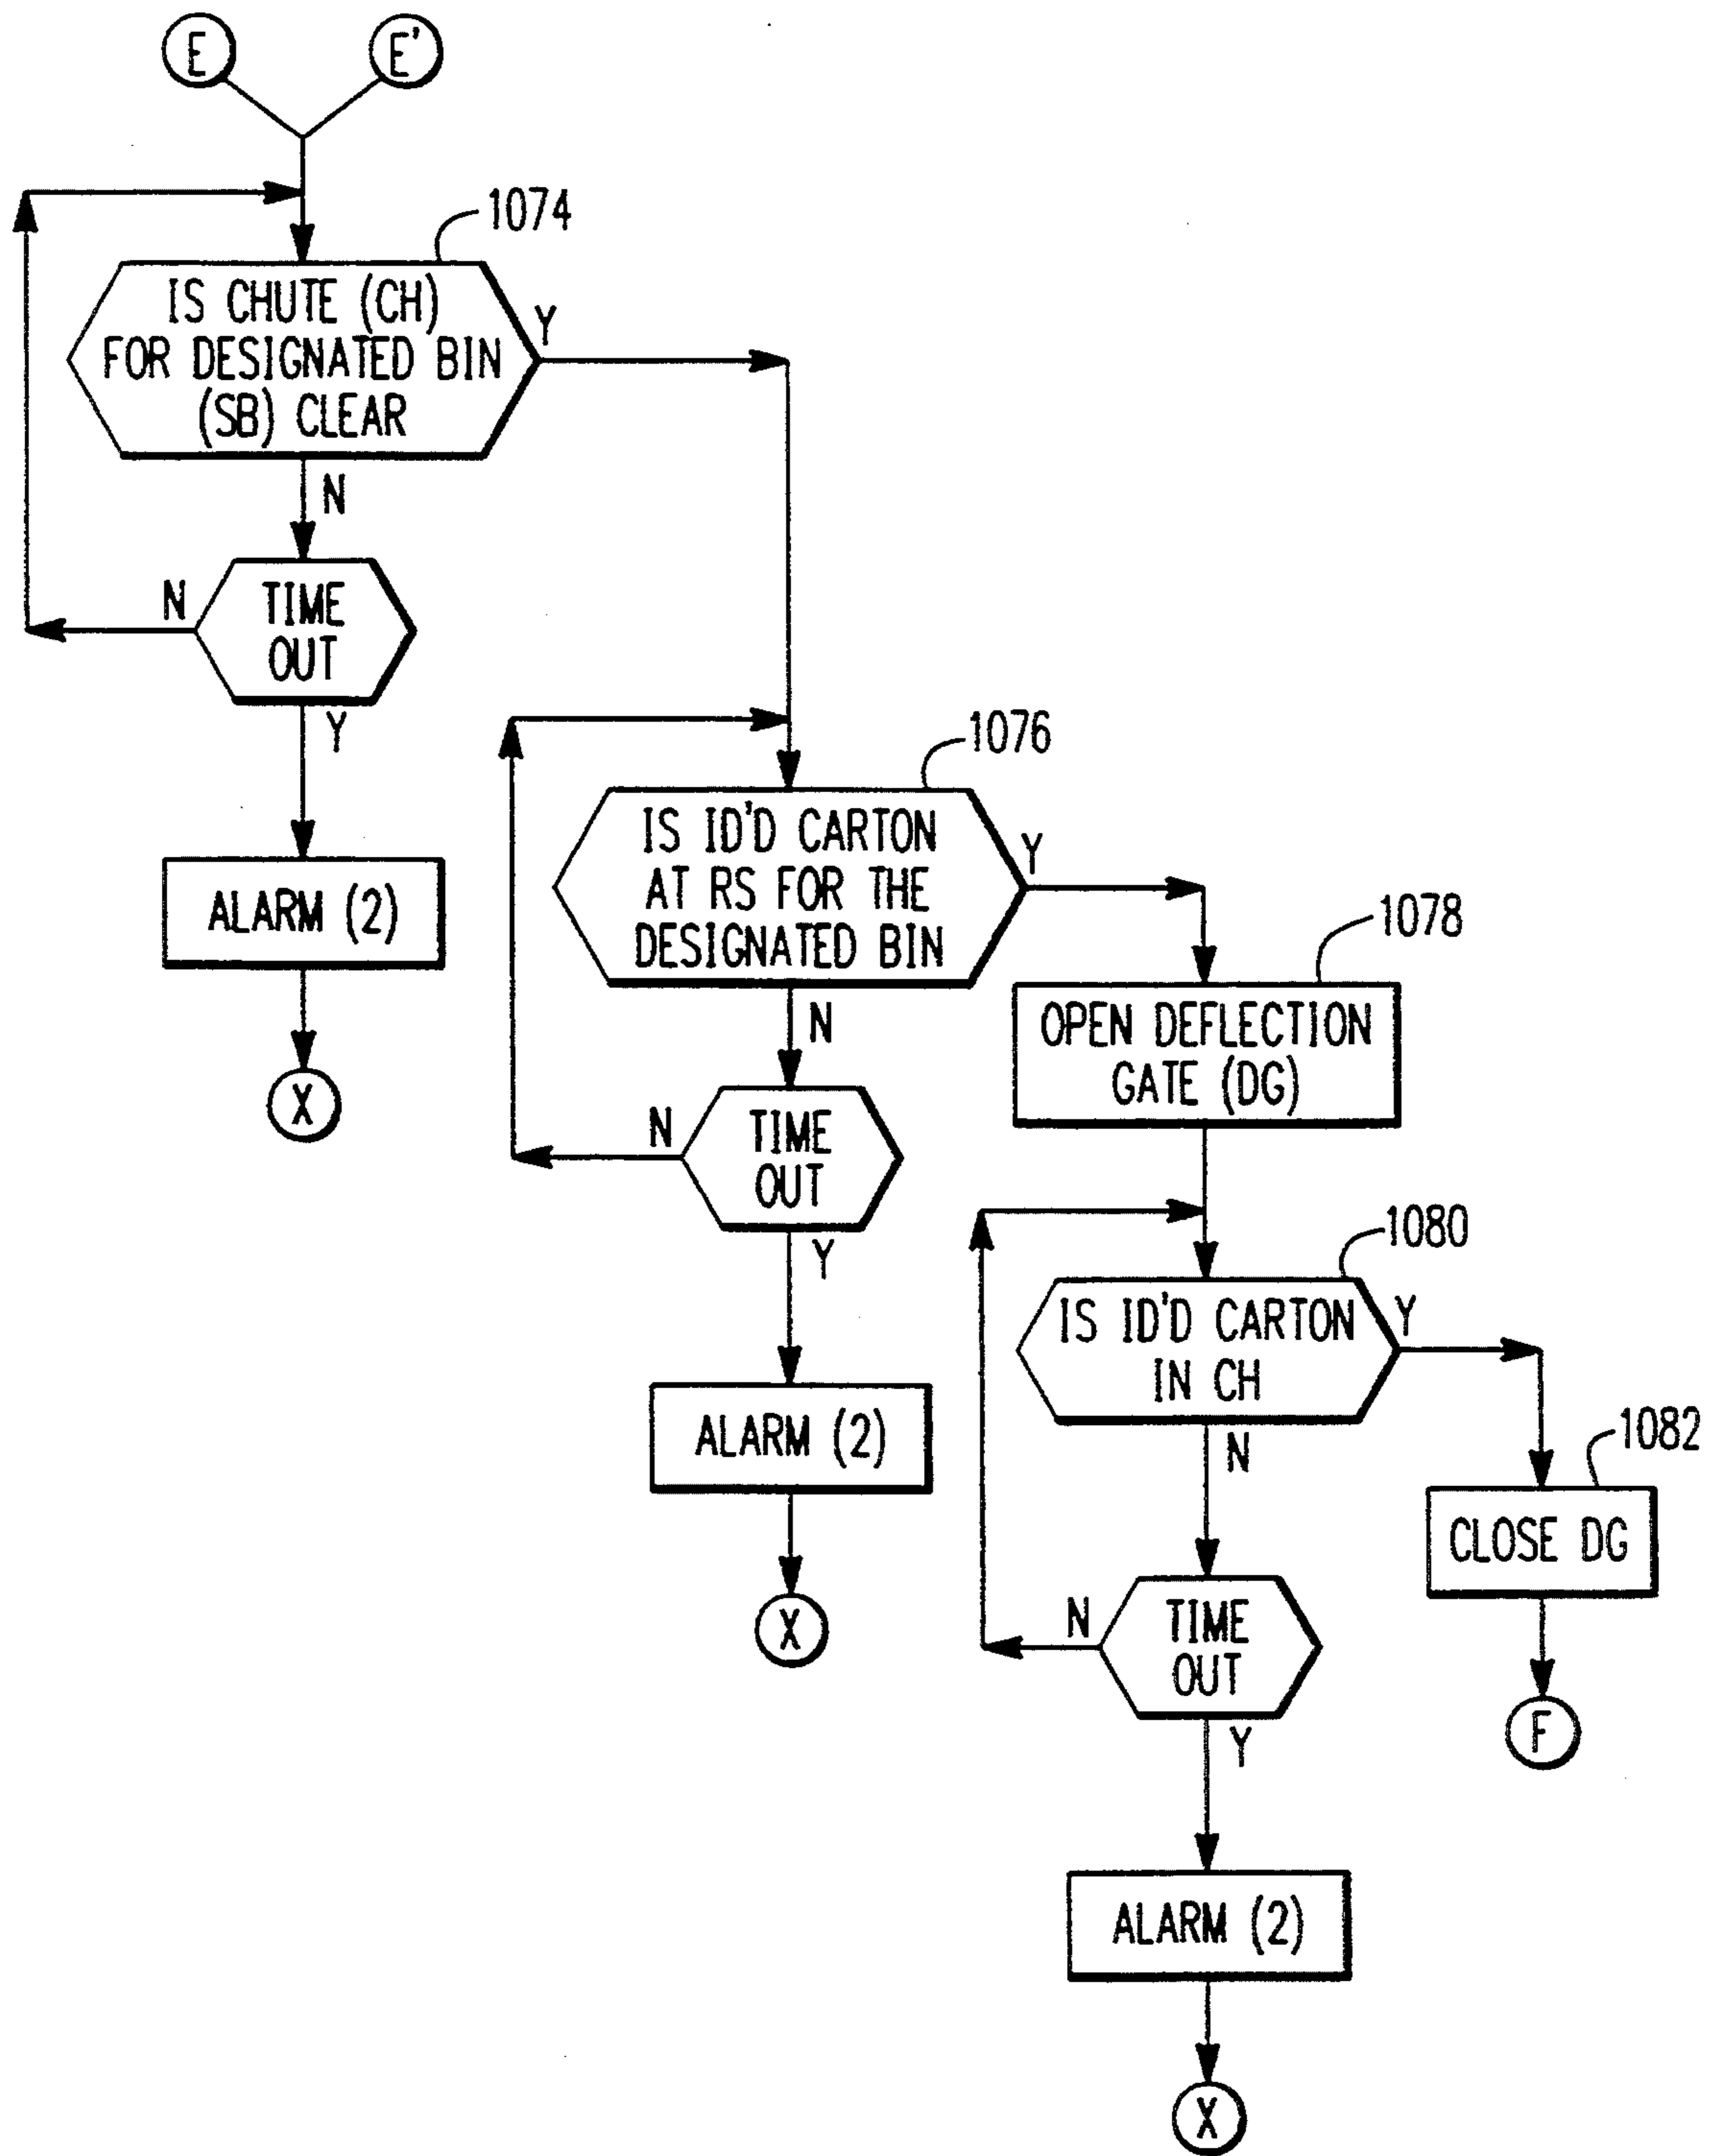 E
E'
1074
IS CHUTE (CH)
FOR DESIGNATED BIN
(SB) CLEAR
Y
N
TIME
OUT
N
Y
ALARM (2)
X
1076
IS ID'D CARTON
AT RS FOR THE
DESIGNATED BIN
Y
N
TIME
OUT
N
Y
ALARM (2)
X
1078
OPEN DEFLECTION
GATE (DG)
1080
IS ID'D CARTON
IN CH
Y
N
TIME
OUT
N
Y
ALARM (2)
X
1082
CLOSE DG
F